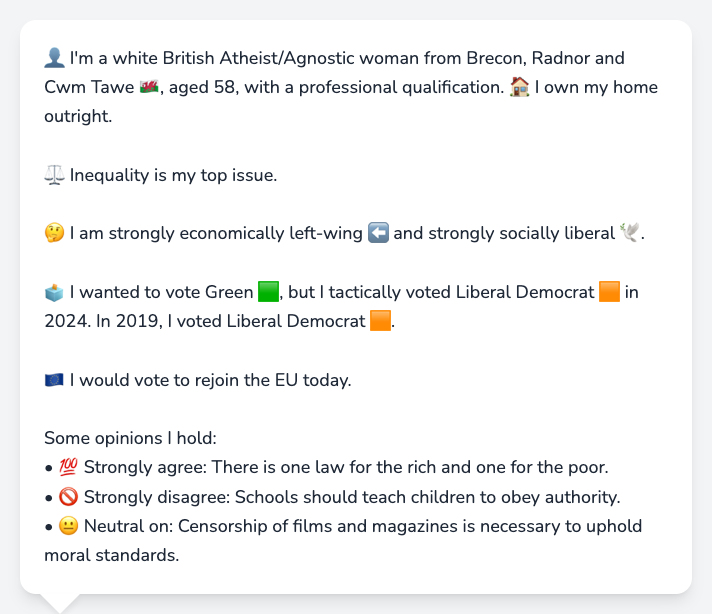 👤 I'm a white British Atheist/Agnostic woman from Brecon, Radnor and
Cwm Tawe 🏴󠁧󠁢󠁷󠁬󠁳󠁿, aged 58, with a professional qualification. 🏠 I own my home
outright.
⚖️ Inequality is my top issue.
🤔 I am strongly economically left-wing ⬅️ and strongly socially liberal 🕊️.
🗳️ I wanted to vote Green 🟩, but I tactically voted Liberal Democrat 🟧 in
2024. In 2019, I voted Liberal Democrat 🟧.
🇪🇺 I would vote to rejoin the EU today.
Some opinions I hold:
• 💯 Strongly agree: There is one law for the rich and one for the poor.
• 🚫 Strongly disagree: Schools should teach children to obey authority.
• 😐 Neutral on: Censorship of films and magazines is necessary to uphold
moral standards.